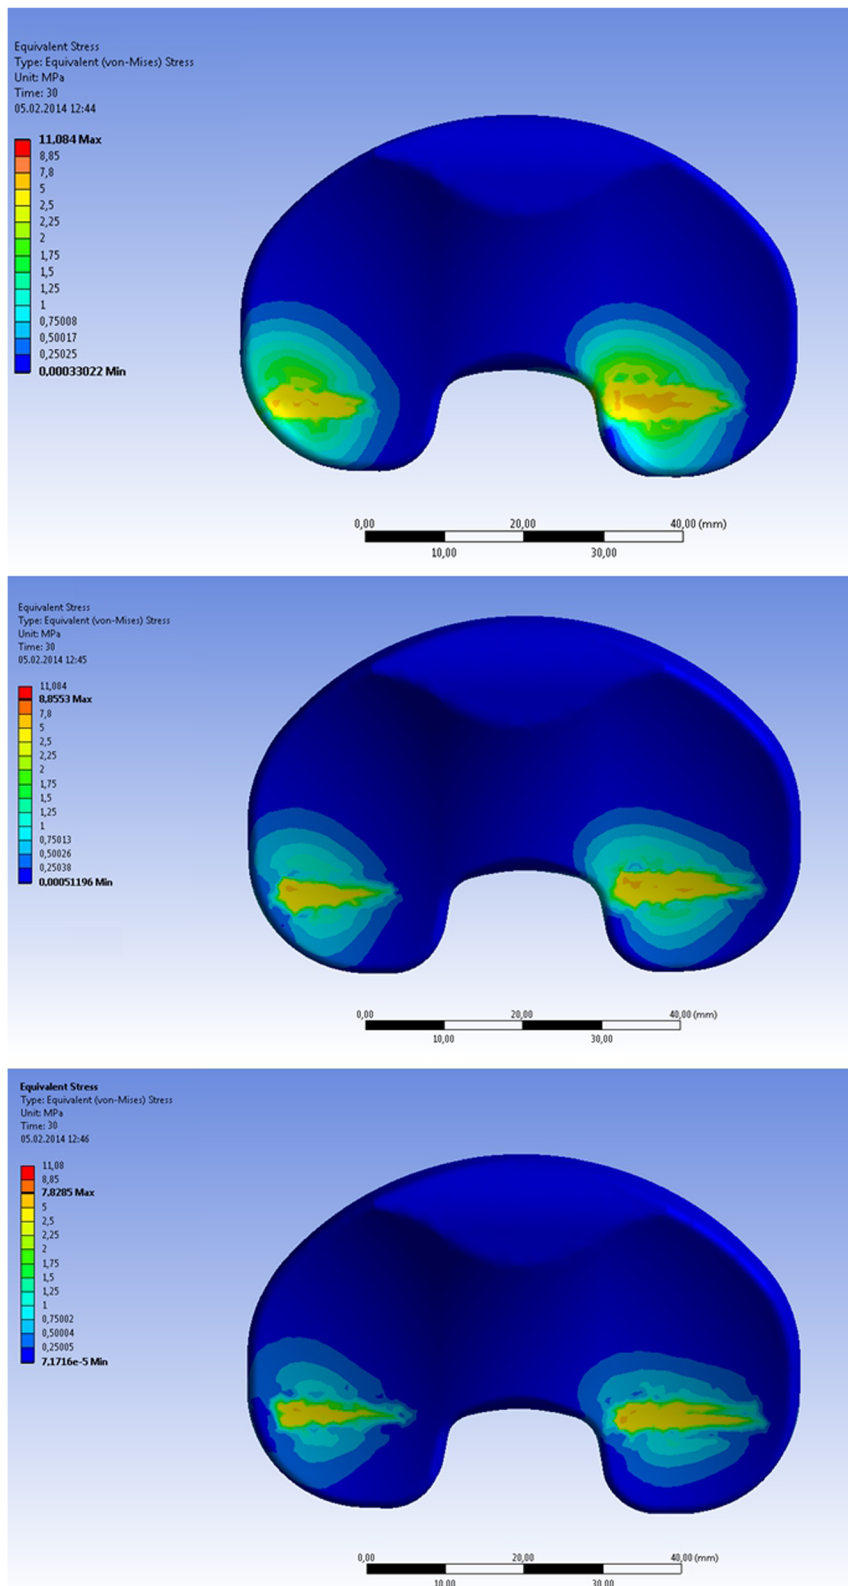 Equivalent Stress
Type: Equivalent (von-Mises) Stress
Unit: MPa
Time: 30
05.02.2014 12:44
11,084 Max
8,85
7,8
5
2,5
2,25
2
1,75
1,5
1,25
1
0,75008
0,50017
0,25025
0,00033022 Min
0,00 20,00 40,00 (mm)
10,00 30,00
Equivalent Stress
Type: Equivalent (von-Mises) Stress
Unit: MPa
Time: 30
05.02.2014 12:45
11,084
8,8553 Max
7,8
5
2,5
2,25
2
1,75
1,5
1,25
1
0,75013
0,50026
0,25038
0,00051196 Min
0,00 20,00 40,00 (mm)
10,00 30,00
Equivalent Stress
Type: Equivalent (von-Mises) Stress
Unit: MPa
Time: 30
05.02.2014 12:46
11,08
8,85
7,8285 Max
5
2,5
2,25
2
1,75
1,5
1,25
1
0,75002
0,50004
0,25005
7,1716e-5 Min
0,00 20,00 40,00 (mm)
10,00 30,00